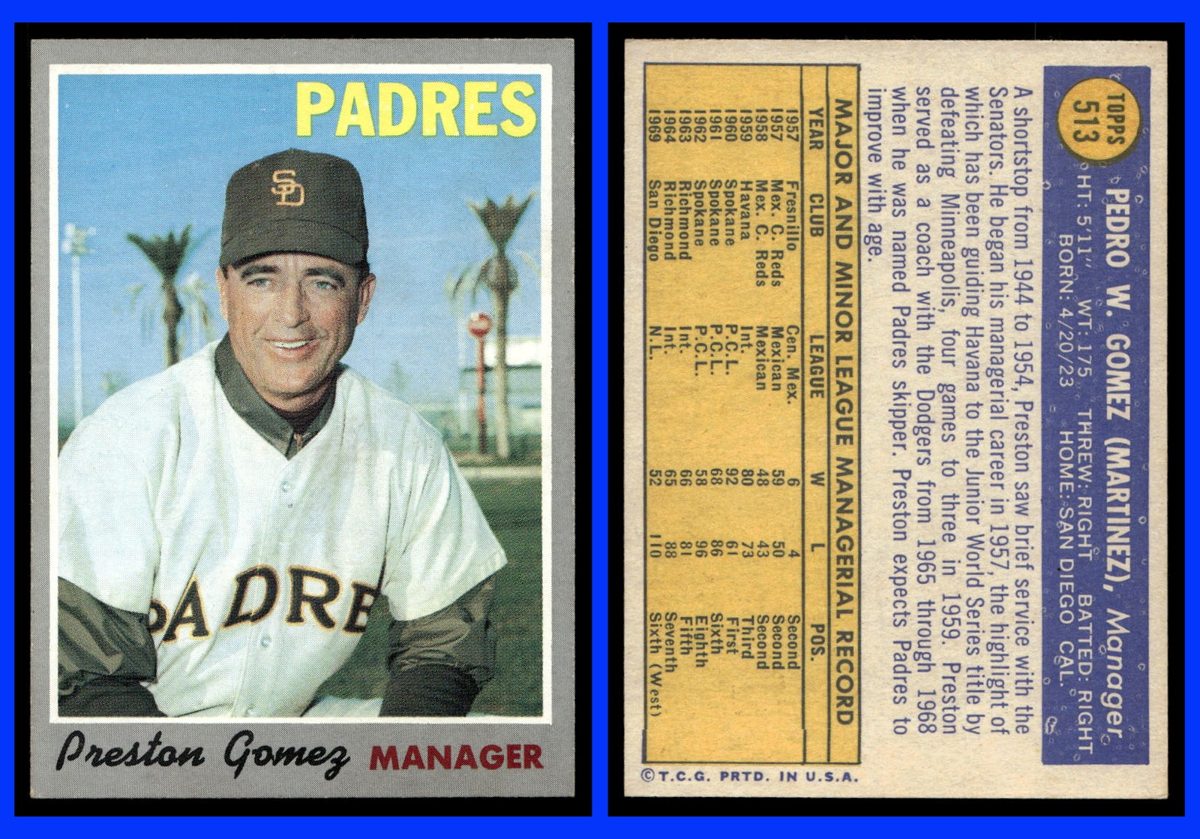 PADRES
SD
PADRE
Preston Gomez MANAGER
TOPPS
513
PEDRO W. GOMEZ (MARTINEZ), Manager
HT: 5'11" WT: 175 THREW: RIGHT BATTED: RIGHT
BORN: 4/20/23 HOME: SAN DIEGO CAL.
A shortstop from 1944 to 1954, Preston saw brief service with the
Senators. He began his managerial career in 1957, the highlight of
which has been guiding Havana to the Junior World Series title by
defeating Minneapolis, four games to three in 1959. Preston
served as a coach with the Dodgers from 1965 through 1968
when he was named Padres skipper. Preston expects Padres to
improve with age.
MAJOR AND MINOR LEAGUE MANAGERIAL RECORD
YEAR CLUB LEAGUE W L POS.
1957 Fresnillo Cen. Mex. 6 4 Second
1957 Mex. C. Reds Mexican 59 50 Second
1958 Mex. C. Reds Mexican 48 43 Second
1959 Havana Int. 80 73 Third
1960 Spokane P.C.L. 92 61 First
1961 Spokane P.C.L. 68 86 Sixth
1962 Spokane P.C.L. 58 96 Eighth
1963 Richmond Int. 66 81 Fifth
1964 Richmond Int. 65 88 Seventh
1969 San Diego N.L. 52 110 Sixth (West)
© T.C.G. PRTD. IN U.S.A.